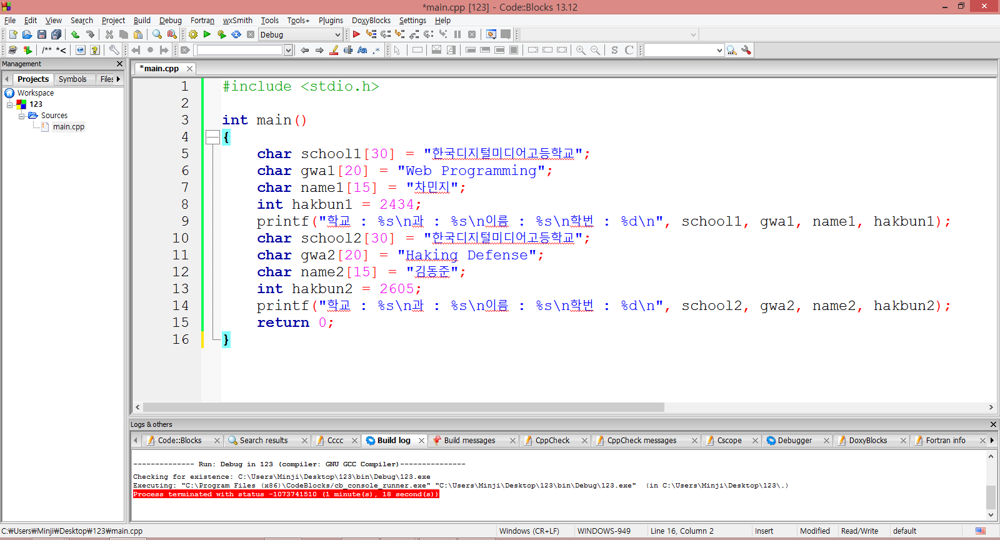 *main.cpp [123] - Code::Blocks 13.12
File Edit View Search Project Build Debug Fortran wxSmith Tools Tools+ Plugins DoxyBlocks Settings Help
Debug
/** *<
Aa .* S C
Management
Projects Symbols Files
Workspace
123
Sources
main.cpp
*main.cpp
1 #include <stdio.h>
2
3 int main()
4 {
5 char school1[30] = "한국디지털미디어고등학교";
6 char gwa1[20] = "Web Programming";
7 char name1[15] = "차민지";
8 int hakbun1 = 2434;
9 printf("학교 : %s\n과 : %s\n이름 : %s\n학번 : %d\n", school1, gwa1, name1, hakbun1);
10 char school2[30] = "한국디지털미디어고등학교";
11 char gwa2[20] = "Haking Defense";
12 char name2[15] = "김동준";
13 int hakbun2 = 2605;
14 printf("학교 : %s\n과 : %s\n이름 : %s\n학번 : %d\n", school2, gwa2, name2, hakbun2);
15 return 0;
16 }
Logs & others
Code::Blocks Search results Cccc Build log Build messages CppCheck CppCheck messages Cscope Debugger DoxyBlocks Fortran info
-------------- Run: Debug in 123 (compiler: GNU GCC Compiler)---------------
Checking for existence: C:\Users\Minji\Desktop\123\bin\Debug\123.exe
Executing: "C:\Program Files (x86)\CodeBlocks/cb_console_runner.exe" "C:\Users\Minji\Desktop\123\bin\Debug\123.exe"  (in C:\Users\Minji\Desktop\123\.)
Process terminated with status -1073741510 (1 minute(s), 18 second(s))
C:₩Users₩Minji₩Desktop₩123₩main.cpp Windows (CR+LF) WINDOWS-949 Line 16, Column 2 Insert Modified Read/Write default